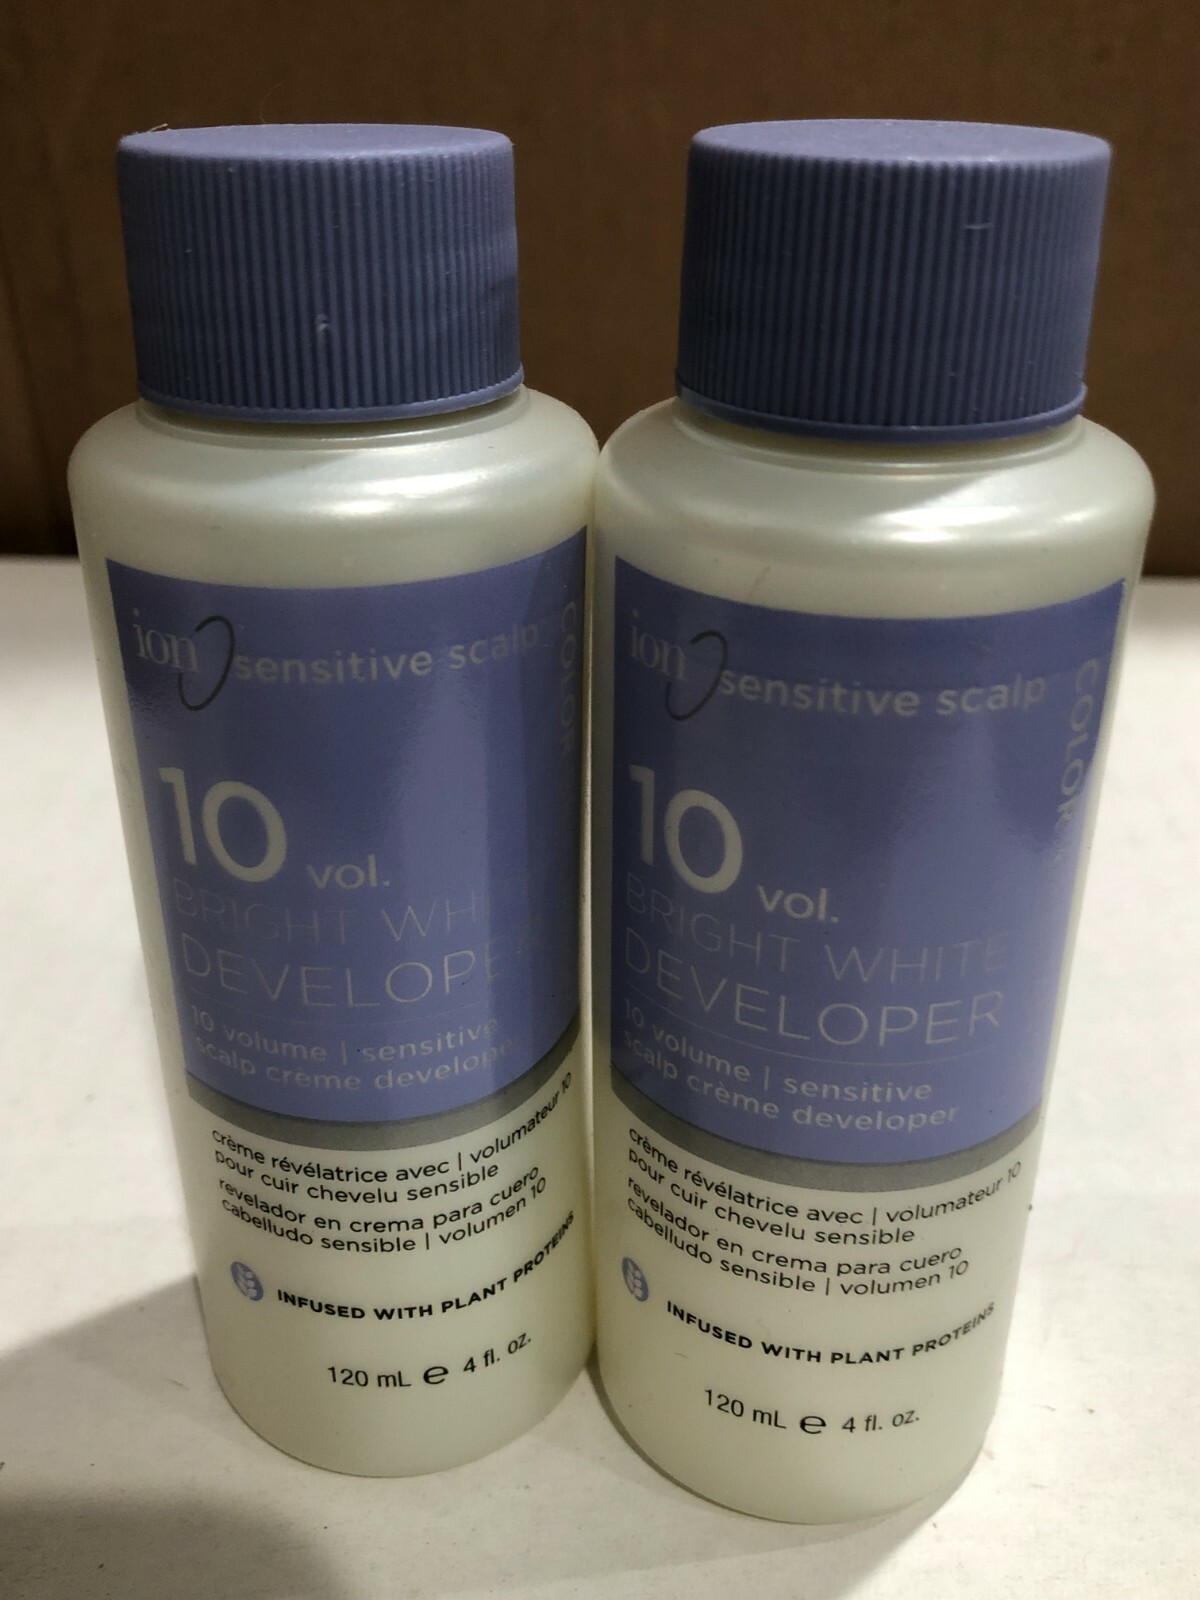 ion sensitive scalp
COLOR
10 vol.
BRIGHT WHI
DEVELOPE
10 volume | sensitive
scalp crème develope
crème révélatrice avec | volumateur 10
pour cuir chevelu sensible
revelador en crema para cuero
cabelludo sensible | volumen 10
INFUSED WITH PLANT PROTEINS
120 mL e 4 fl. oz.
ion sensitive scalp
COLOR
10 vol.
BRIGHT WHITE
DEVELOPER
10 volume | sensitive
scalp crème developer
crème révélatrice avec | volumateur 10
pour cuir chevelu sensible
revelador en crema para cuero
cabelludo sensible | volumen 10
INFUSED WITH PLANT PROTEINS
120 mL e 4 fl. oz.